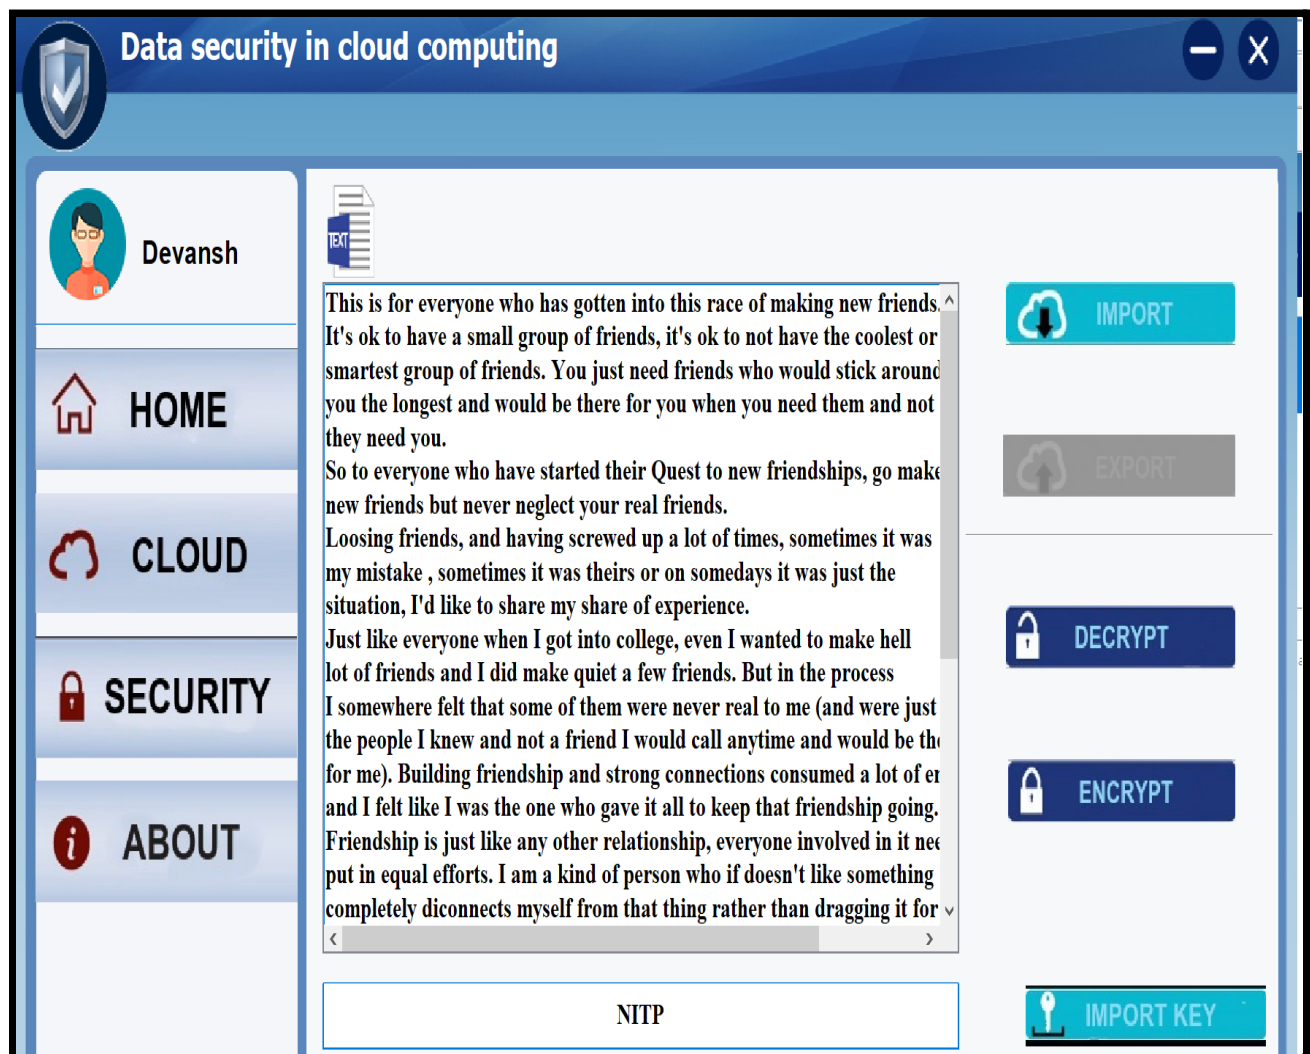 Data security in cloud computing
X
Devansh
HOME
CLOUD
SECURITY
i
ABOUT
TEXT
This is for everyone who has gotten into this race of making new friends.
It's ok to have a small group of friends, it's ok to not have the coolest or
smartest group of friends. You just need friends who would stick around
you the longest and would be there for you when you need them and not
they need you.
So to everyone who have started their Quest to new friendships, go make
new friends but never neglect your real friends.
Loosing friends, and having screwed up a lot of times, sometimes it was
my mistake , sometimes it was theirs or on somedays it was just the
situation, I'd like to share my share of experience.
Just like everyone when I got into college, even I wanted to make hell
lot of friends and I did make quiet a few friends. But in the process
I somewhere felt that some of them were never real to me (and were just
the people I knew and not a friend I would call anytime and would be
for me). Building friendship and strong connections consumed a lot of
and I felt like I was the one who gave it all to keep that friendship going.
Friendship is just like any other relationship, everyone involved in it
put in equal efforts. I am a kind of person who if doesn't like something
completely diconnects myself from that thing rather than dragging it for
NITP
IMPORT
EXPORT
DECRYPT
ENCRYPT
IMPORT KEY